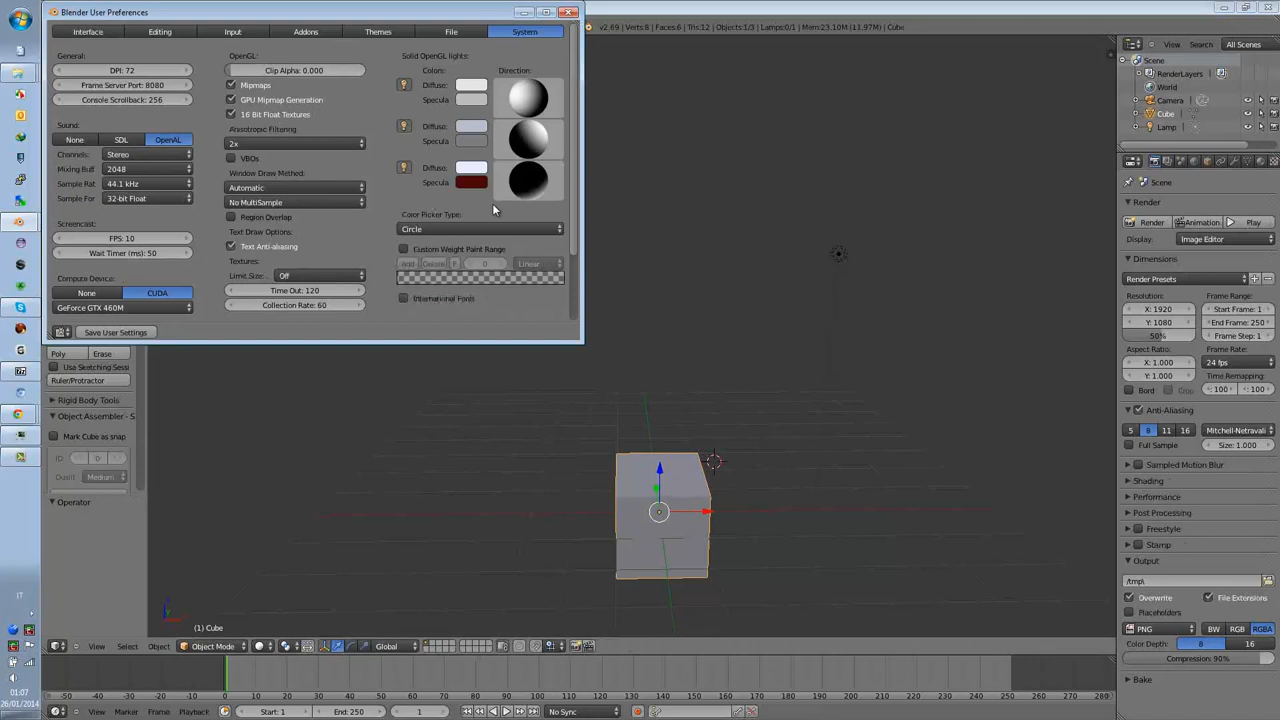 Blender User Preferences
Interface Editing Input Addons Themes File System
General:
DPI: 72
Frame Server Port: 8080
Console Scrollback: 256
Sound:
None SDL OpenAL
Channels: Stereo
Mixing Buff 2048
Sample Rat 44.1 kHz
Sample For 32-bit Float
Screencast:
FPS: 10
Wait Timer (ms): 50
Compute Device:
None CUDA
GeForce GTX 460M
OpenGL:
Clip Alpha: 0.000
Mipmaps
GPU Mipmap Generation
16 Bit Float Textures
Anisotropic Filtering
2x
VBOs
Window Draw Method:
Automatic
No MultiSample
Region Overlap
Text Draw Options:
Text Anti-aliasing
Textures:
Limit Size: Off
Time Out: 120
Collection Rate: 60
Solid OpenGL lights:
Colors: Direction:
Diffuse:
Specula
Diffuse:
Specula
Diffuse:
Specula
Color Picker Type:
Circle
Custom Weight Paint Range
Add Delete F 0 Linear
International Fonts
Save User Settings
Poly Erase
Use Sketching Sessi
Ruler/Protractor
Rigid Body Tools
Object Assembler - S
Mark Cube as snap
ID:
Medium
Operator
v2.69 | Verts:8 | Faces:6 | Tris:12 | Objects:1/3 | Lamps:0/1 | Mem:23.10M (11.97M) | Cube
(1) Cube
View Select Object Object Mode Global
-50 -40 -30 -20 -10 0 10 20 30 40 50 60 70 80 90 100 110 120 130 140 150 160 170 180 190 200 210 220 230 240 250 260 270 280
View Marker Frame Playback Start: 1 End: 250 1 No Sync
View Search All Scenes
Scene
RenderLayers
World
Camera
Cube
Lamp
Scene
Render
Render Animation Play
Display: Image Editor
Dimensions
Render Presets
Resolution: Frame Range:
X: 1920 Start Frame: 1
Y: 1080 End Frame: 250
50% Frame Step: 1
Aspect Ratio: Frame Rate:
X: 1.000 24 fps
Y: 1.000 Time Remapping:
Bord Crop : 100 : 100
Anti-Aliasing
5 8 11 16 Mitchell-Netravali
Full Sample Size: 1.000
Sampled Motion Blur
Shading
Performance
Post Processing
Freestyle
Stamp
Output
/tmp\
Overwrite File Extensions
Placeholders
PNG BW RGB RGBA
Color Depth: 8 16
Compression: 90%
Bake
IT
01:07
26/01/2014